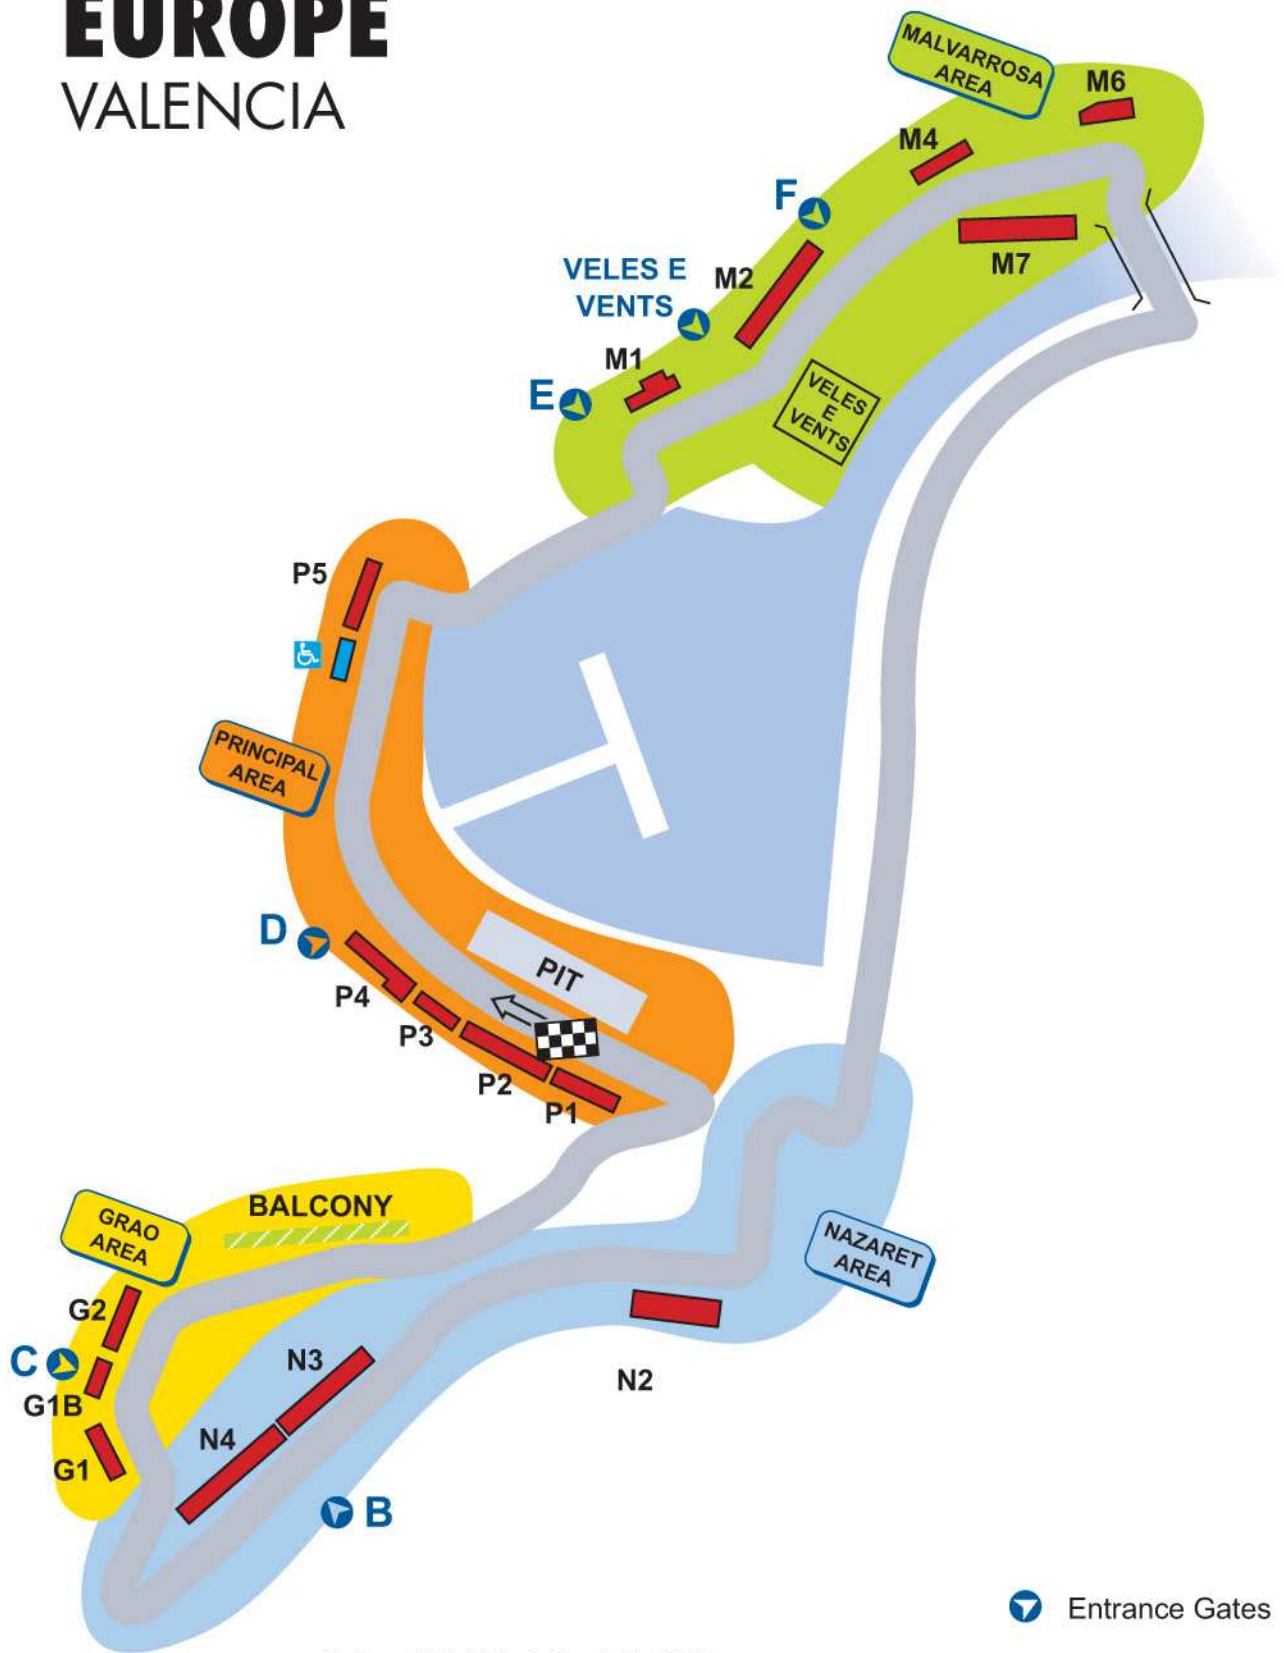 EUROPE
VALENCIA
MALVARROSA
AREA
M6
M4
F
M7
VELES E
VENTS
M2
M1
E
VELES
E
VENTS
P5
PRINCIPAL
AREA
D
PIT
P4
P3
P2
P1
BALCONY
GRAO
AREA
NAZARET
AREA
G2
C
N3
N2
G1B
N4
G1
B
Entrance Gates